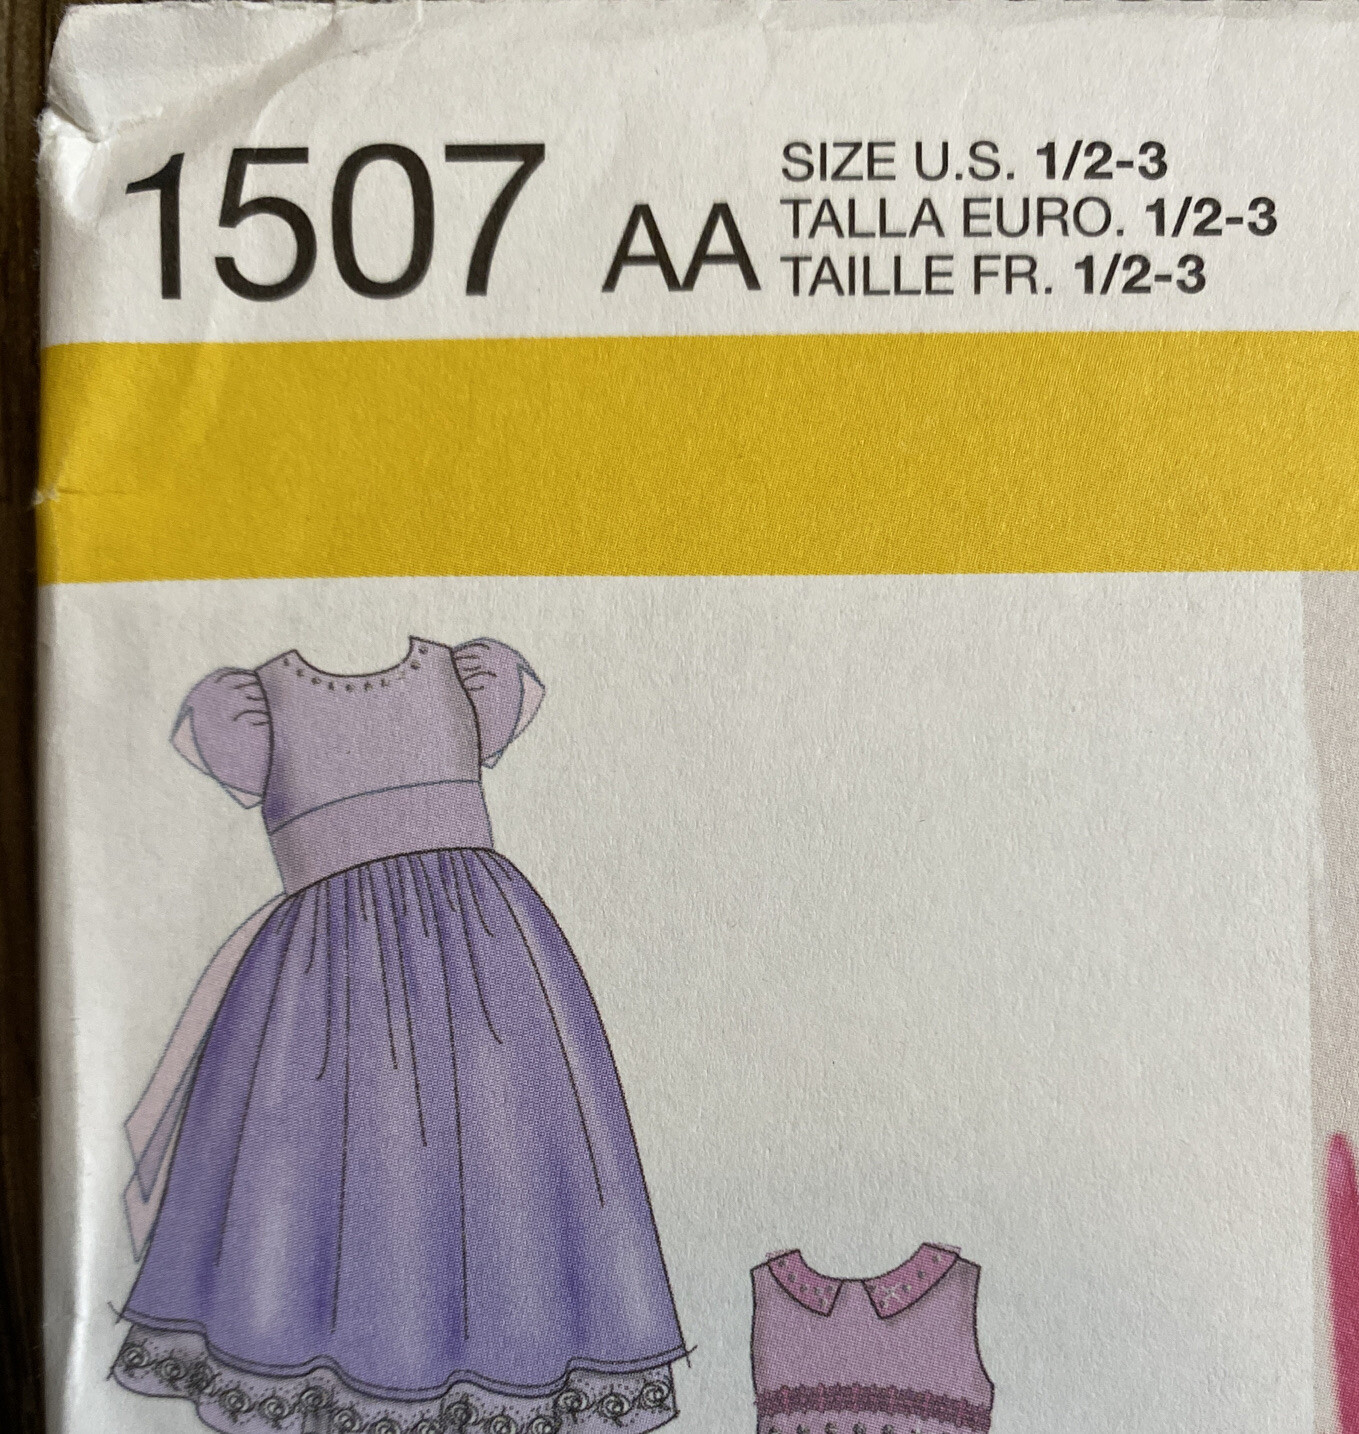 1507 AA
SIZE U.S. 1/2-3
TALLA EURO. 1/2-3
TAILLE FR. 1/2-3